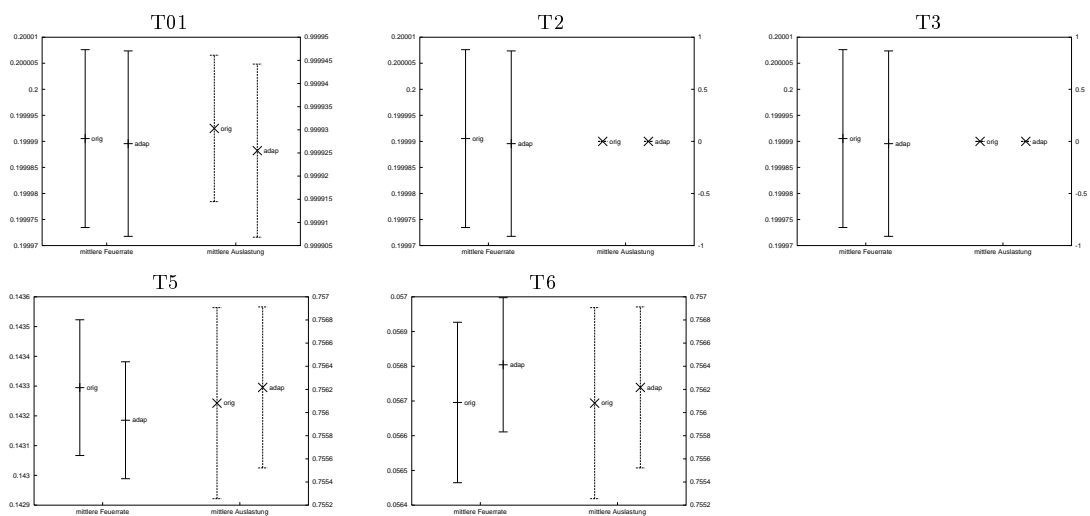 T01
T2
T3
0.20001
0.200005
0.2
0.199995
0.19999
0.199985
0.19998
0.199975
0.19997
orig
adap
orig
adap
0.99995
0.999945
0.99994
0.999935
0.99993
0.999925
0.99992
0.999915
0.99991
0.999905
mittlere Feuerrate
mittlere Auslastung
0.20001
0.200005
0.2
0.199995
0.19999
0.199985
0.19998
0.199975
0.19997
orig
adap
orig
adap
1
0.5
0
-0.5
-1
mittlere Feuerrate
mittlere Auslastung
0.20001
0.200005
0.2
0.199995
0.19999
0.199985
0.19998
0.199975
0.19997
orig
adap
orig
adap
1
0.5
0
-0.5
-1
mittlere Feuerrate
mittlere Auslastung
T5
T6
0.1436
0.1435
0.1434
0.1433
0.1432
0.1431
0.143
0.1429
orig
adap
orig
adap
0.757
0.7568
0.7566
0.7564
0.7562
0.756
0.7558
0.7556
0.7554
0.7552
mittlere Feuerrate
mittlere Auslastung
0.057
0.0569
0.0568
0.0567
0.0566
0.0565
0.0564
orig
adap
orig
adap
0.757
0.7568
0.7566
0.7564
0.7562
0.756
0.7558
0.7556
0.7554
0.7552
mittlere Feuerrate
mittlere Auslastung